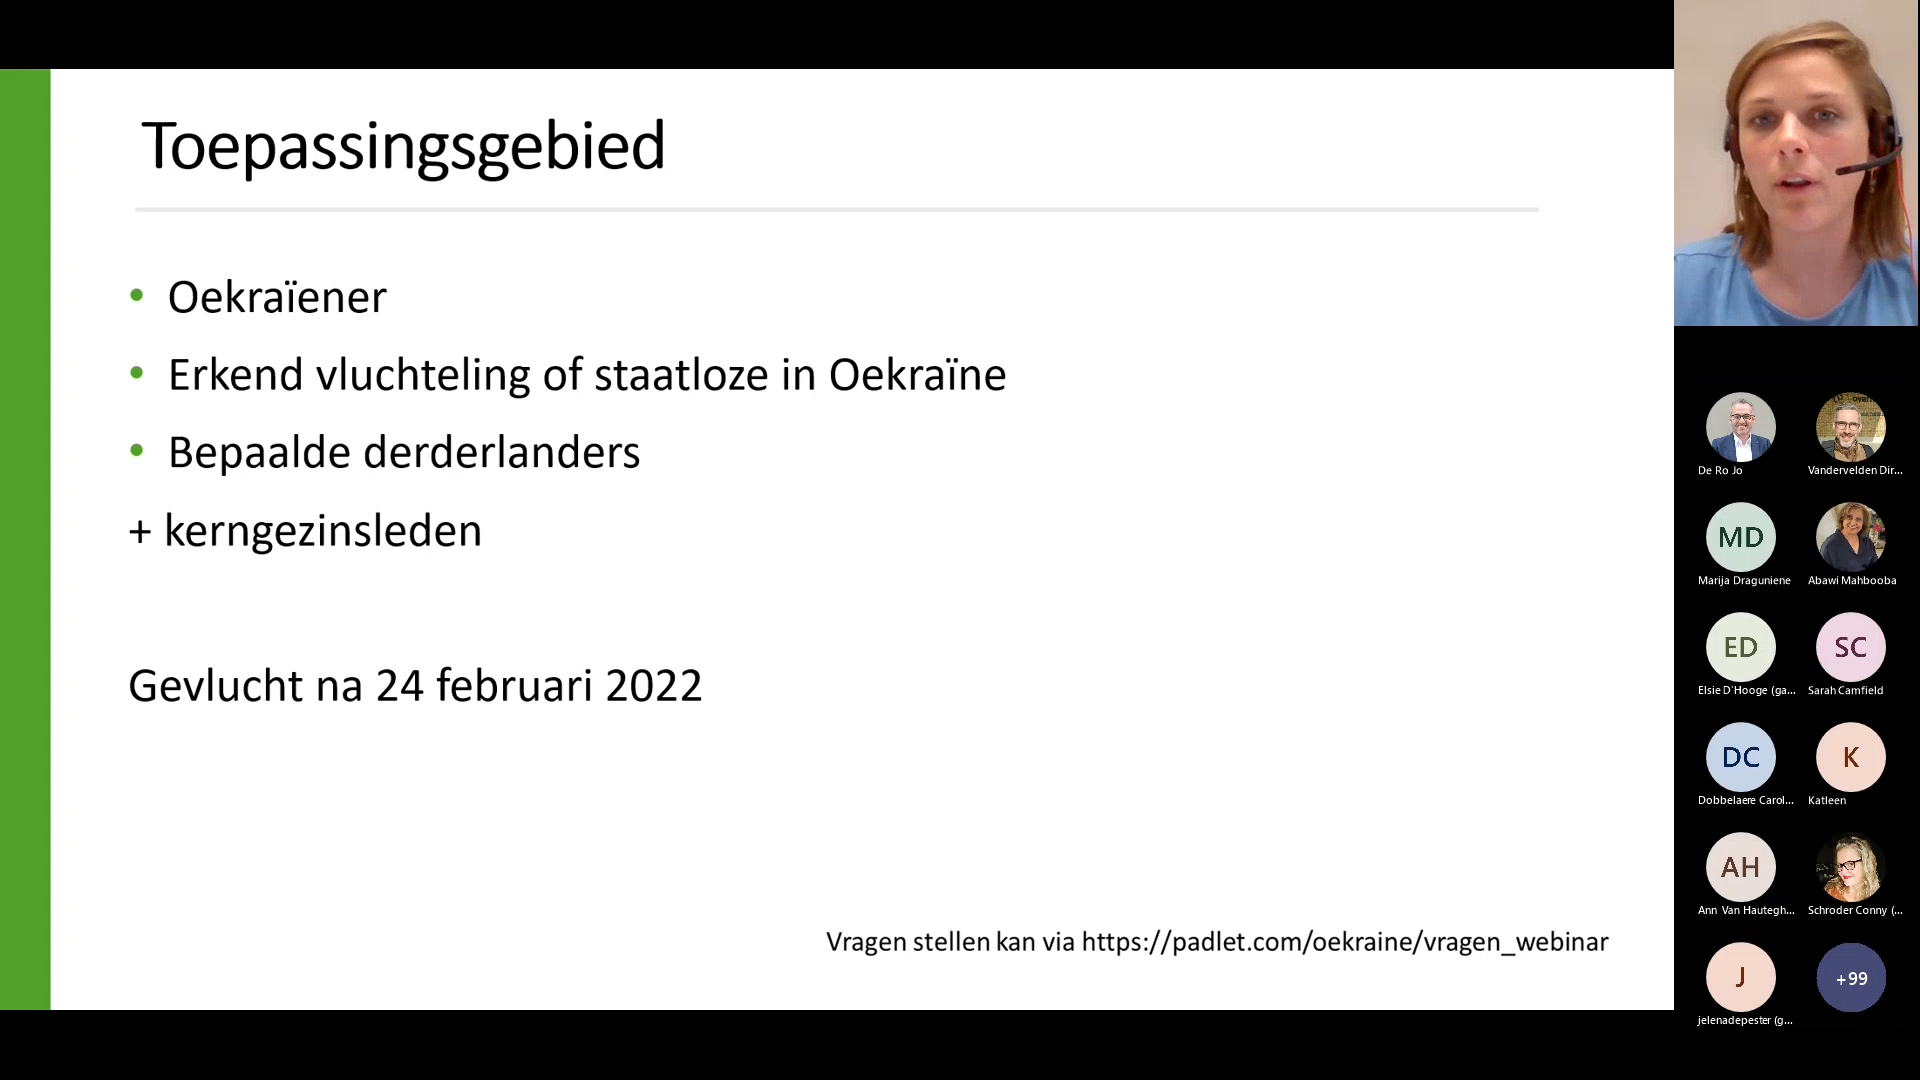 Toepassingsgebied
• Oekraïener
• Erkend vluchteling of staatloze in Oekraïne
• Bepaalde derderlanders
+ kerngezinsleden
Gevlucht na 24 februari 2022
Vragen stellen kan via https://padlet.com/oekraine/vragen_webinar
De Ro Jo
Vandervelden Dir...
MD
Marija Draguniene
Abawi Mahbooba
ED
Elsie D'Hooge (ga...
SC
Sarah Camfield
DC
Dobbelaere Carol...
K
Katleen
AH
Ann Van Hautegh...
Schroder Conny (...
J
jelenadepester (g...
+99